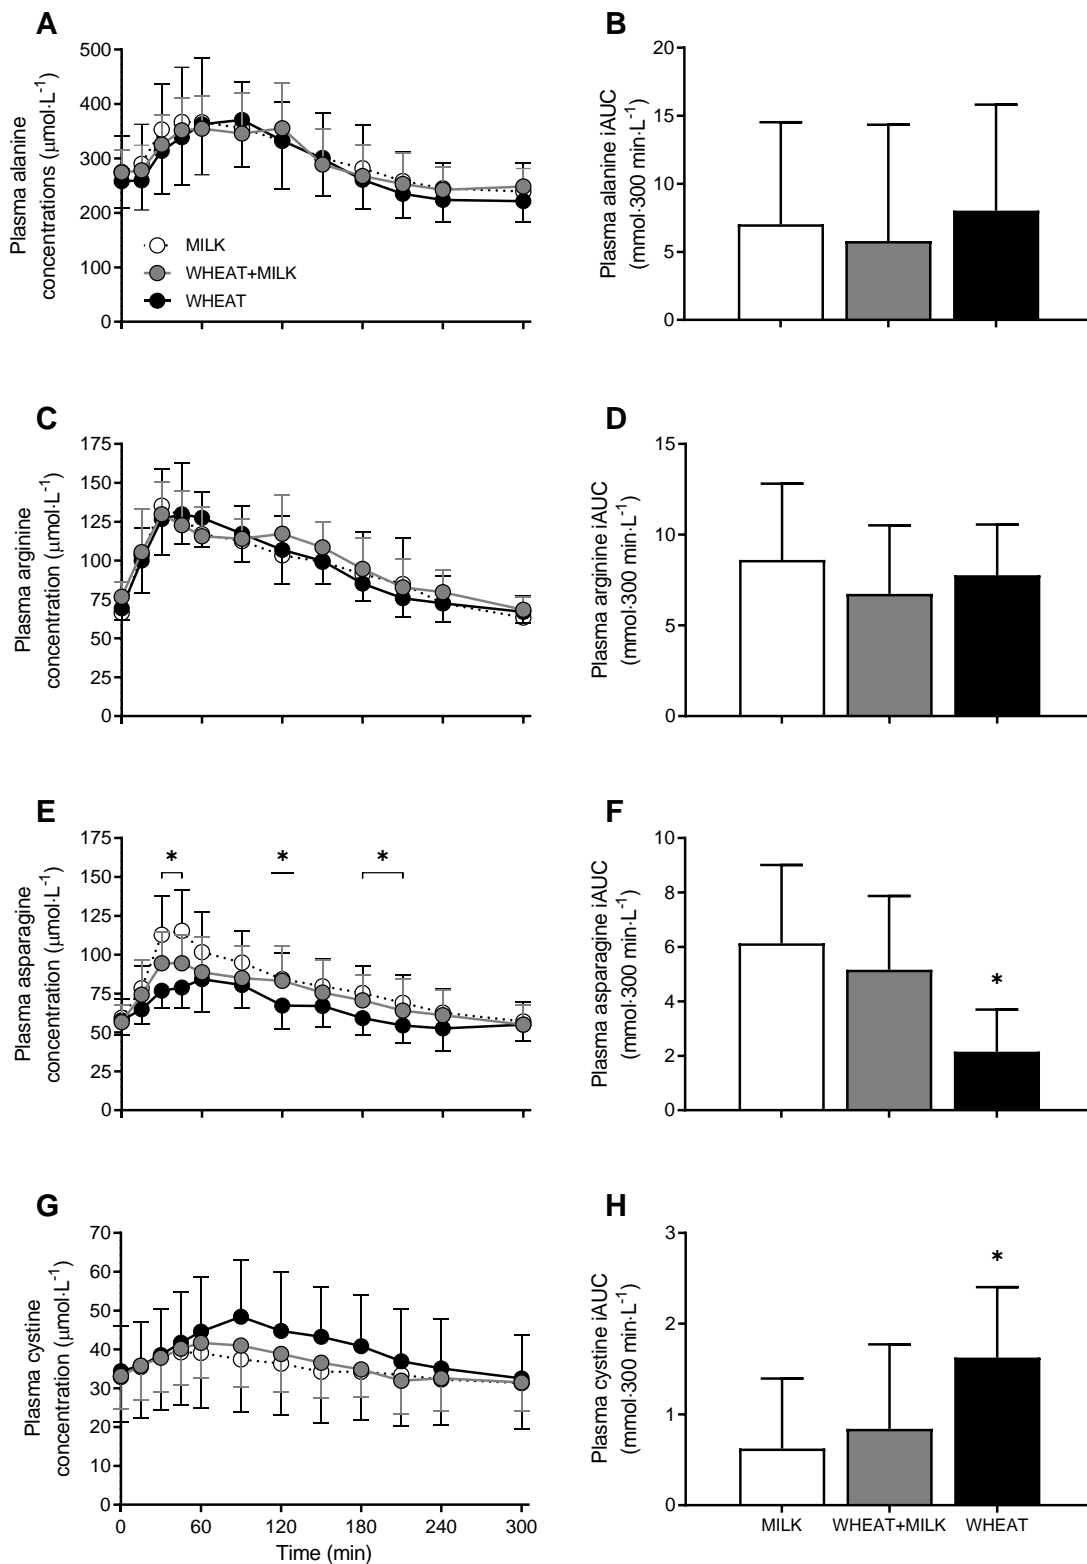 A
Plasma alanine
concentrations (μmol·L⁻¹)
500
400
300
200
100
0
MILK
WHEAT+MILK
WHEAT
B
Plasma alanine iAUC
(mmol·300 min·L⁻¹)
20
15
10
5
0
C
Plasma arginine
concentration (μmol·L⁻¹)
175
150
125
100
75
50
25
0
D
Plasma arginine iAUC
(mmol·300 min·L⁻¹)
15
10
5
0
E
Plasma asparagine
concentration (μmol·L⁻¹)
175
150
125
100
75
50
25
0
* * *
F
Plasma asparagine iAUC
(mmol·300 min·L⁻¹)
10
8
6
4
2
0
*
G
Plasma cystine
concentration (μmol·L⁻¹)
70
60
50
40
30
20
10
0
0 60 120 180 240 300
Time (min)
H
Plasma cystine iAUC
(mmol·300 min·L⁻¹)
3
2
1
0
*
MILK WHEAT+MILK WHEAT